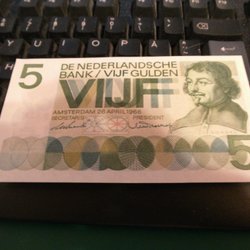 5
DE NEDERLANDSCHE
BANK / VIJF GULDEN
VIJF
AMSTERDAM 26 APRIL 1966
SECRETARIS PRESIDENT
5